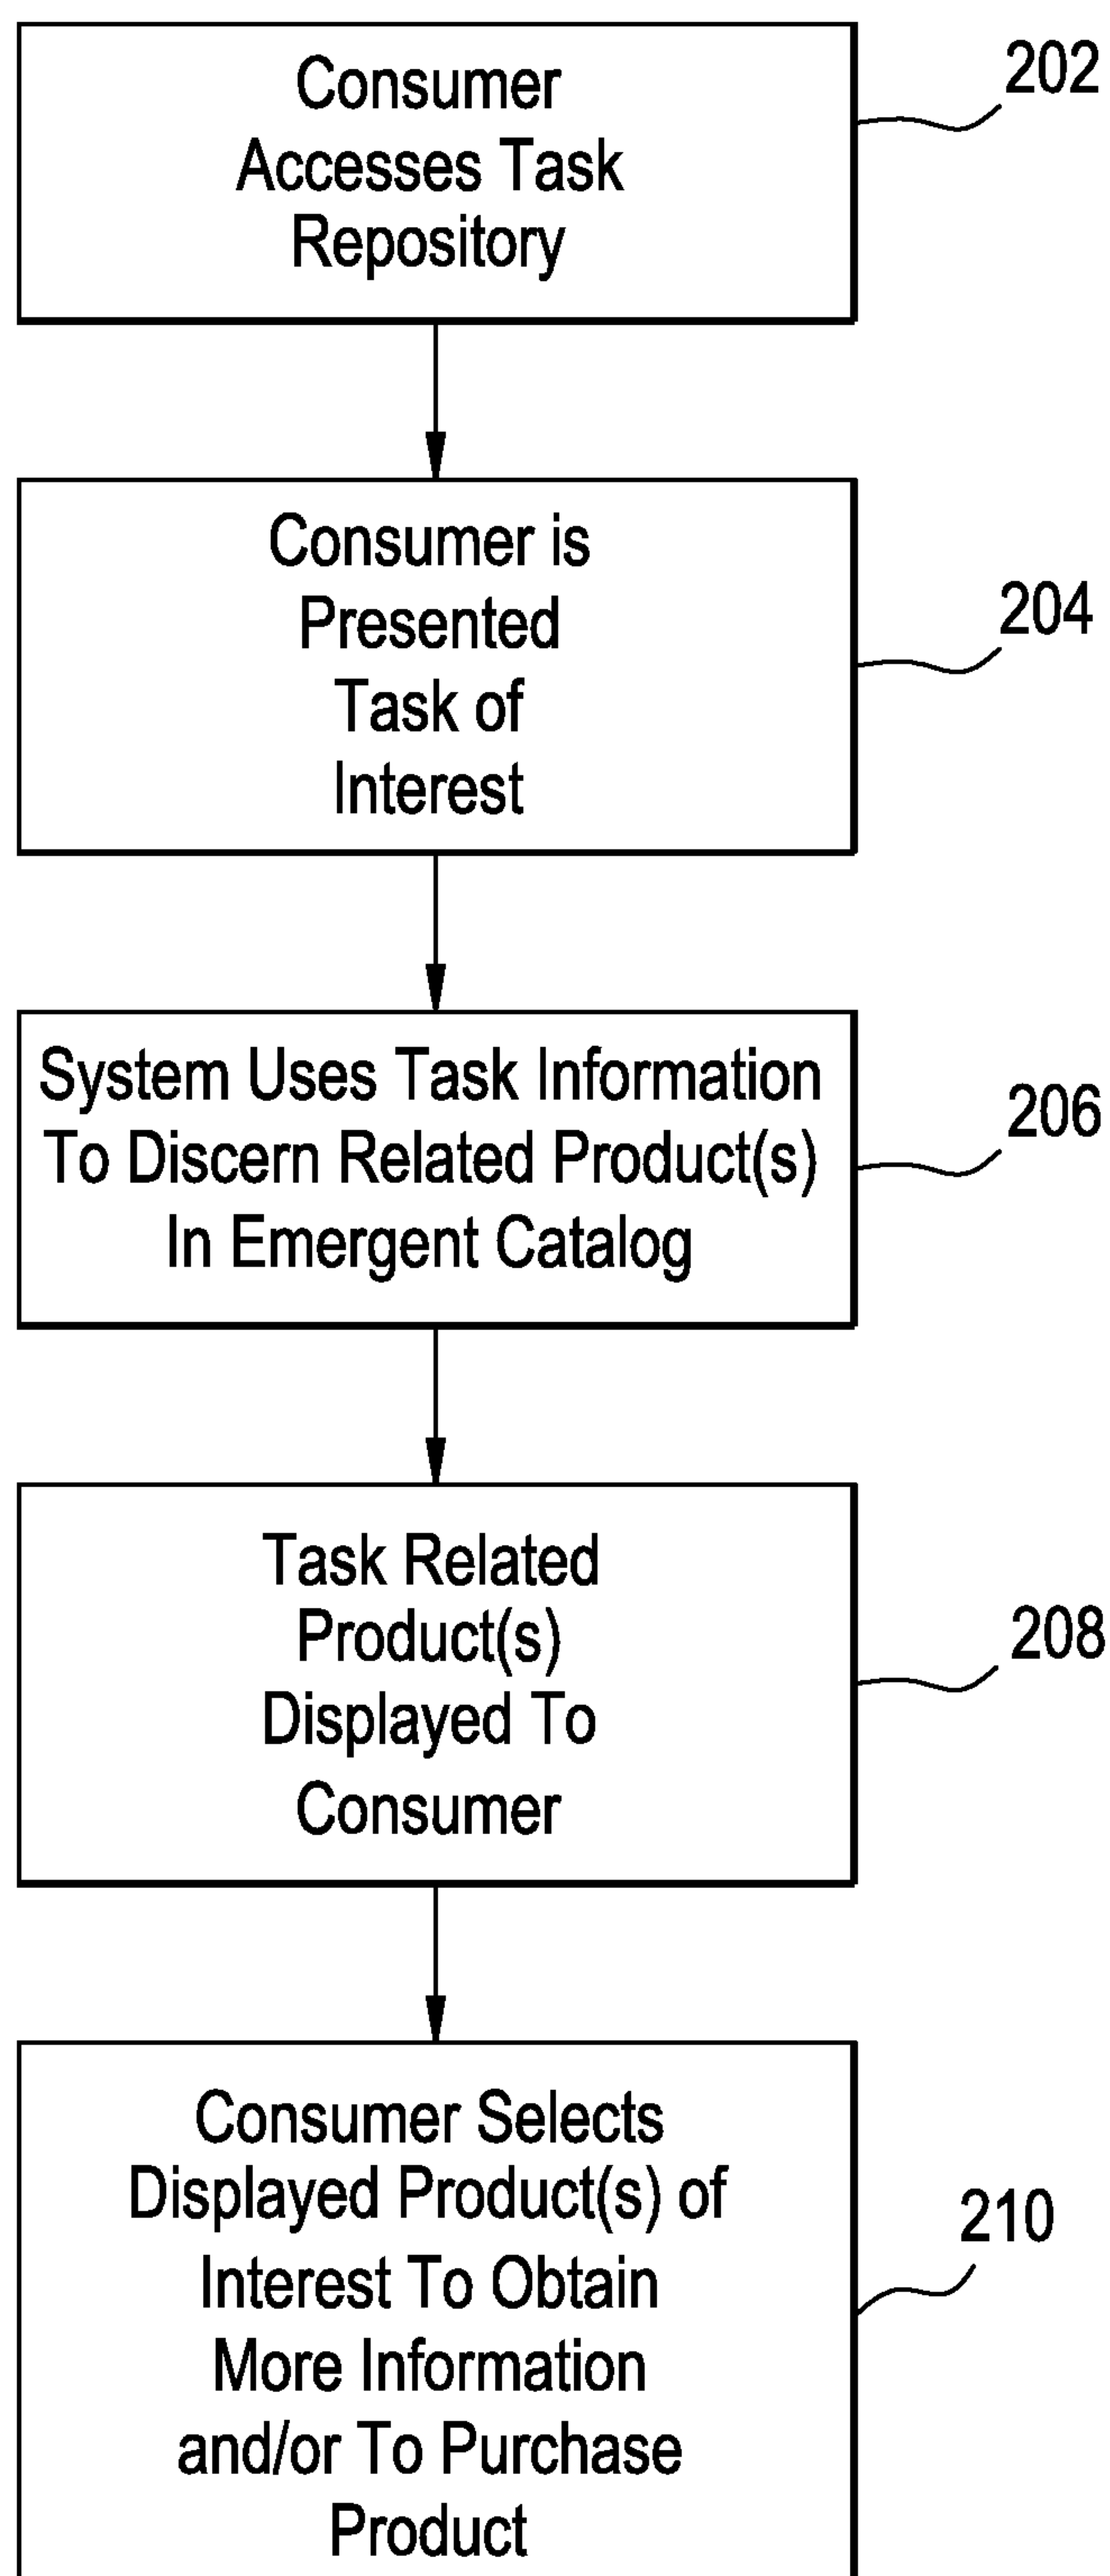 Consumer
Accesses Task
Repository
202
Consumer is
Presented
Task of
Interest
204
System Uses Task Information
To Discern Related Product(s)
In Emergent Catalog
206
Task Related
Product(s)
Displayed To
Consumer
208
Consumer Selects
Displayed Product(s) of
Interest To Obtain
More Information
and/or To Purchase
Product
210